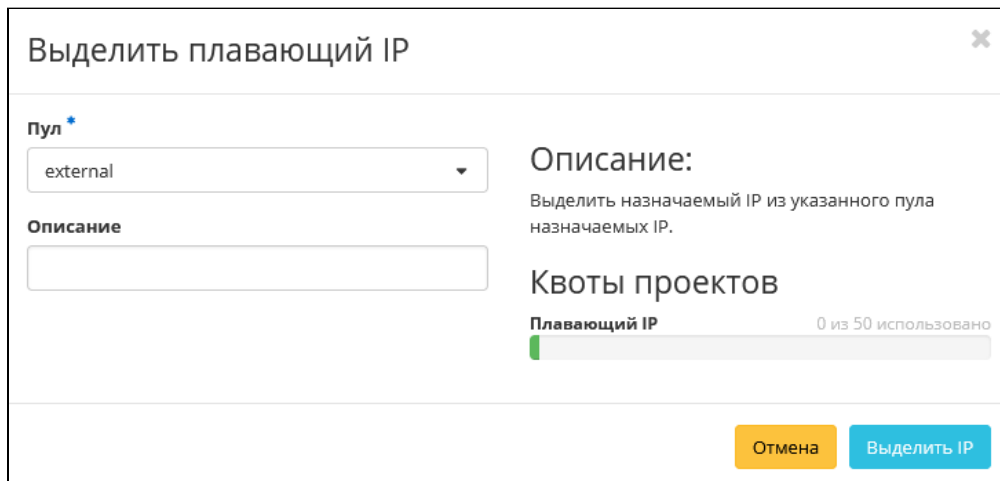 Выделить плавающий IP
Пул *
external
Описание
Описание:
Выделить назначаемый IP из указанного пула
назначаемых IP.
Квоты проектов
Плавающий IP 0 из 50 использовано
Отмена Выделить IP